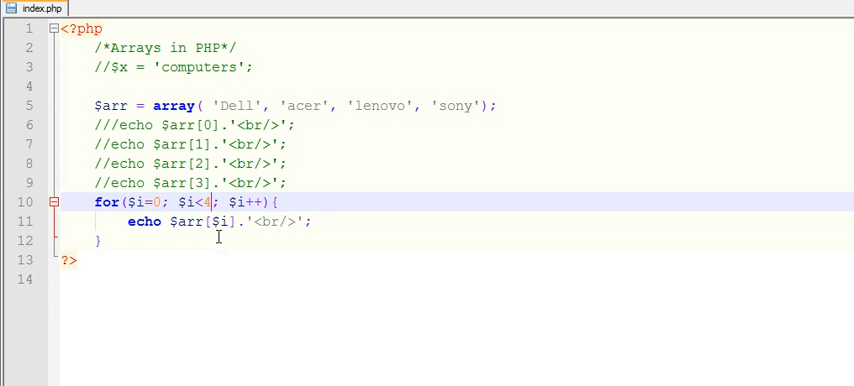 index.php
1 <?php
2 /*Arrays in PHP*/
3 //$x = 'computers';
4
5 $arr = array( 'Dell', 'acer', 'lenovo', 'sony');
6 ///echo $arr[0].'<br/>';
7 //echo $arr[1].'<br/>';
8 //echo $arr[2].'<br/>';
9 //echo $arr[3].'<br/>';
10 for($i=0; $i<4; $i++){
11 echo $arr[$i].'<br/>';
12 }
13 ?>
14